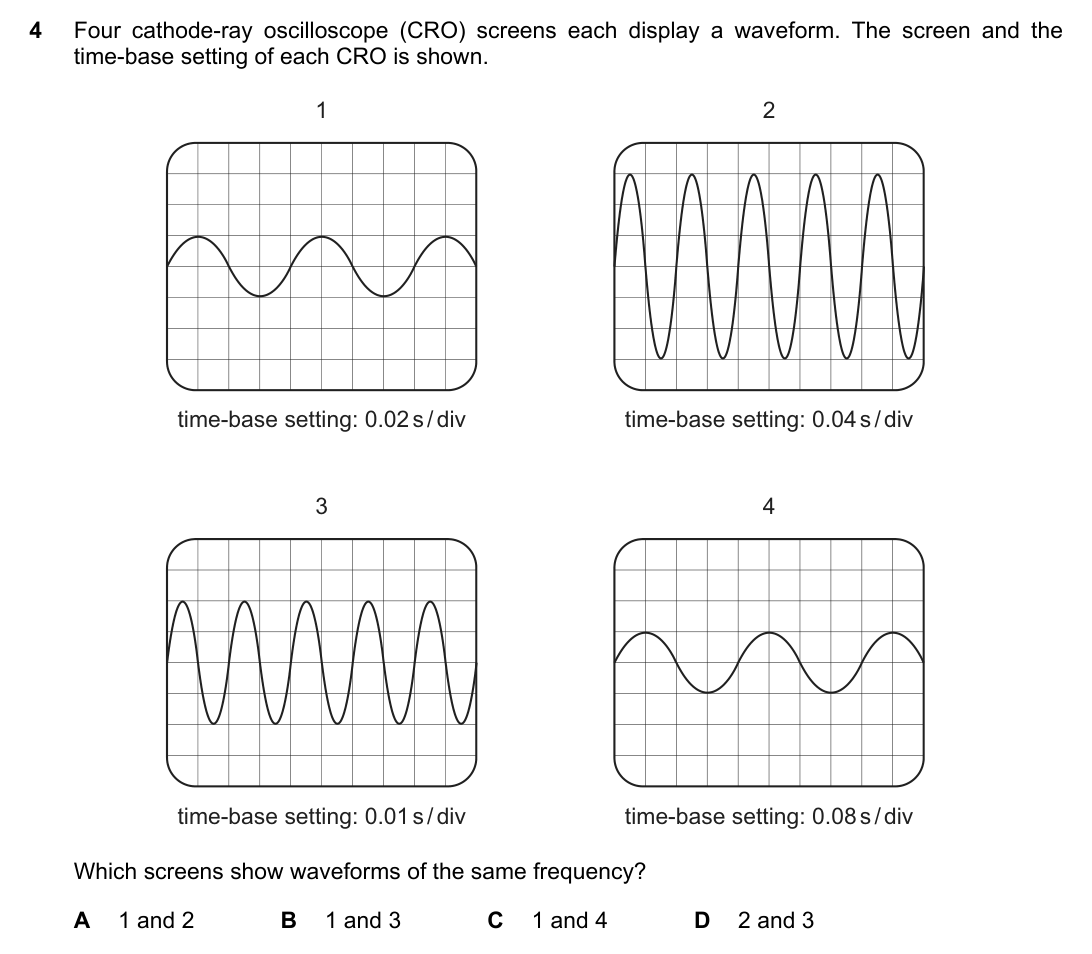 4 Four cathode-ray oscilloscope (CRO) screens each display a waveform. The screen and the
time-base setting of each CRO is shown.
1 2
time-base setting: 0.02 s / div time-base setting: 0.04 s / div
3 4
time-base setting: 0.01 s / div time-base setting: 0.08 s / div
Which screens show waveforms of the same frequency?
A 1 and 2 B 1 and 3 C 1 and 4 D 2 and 3